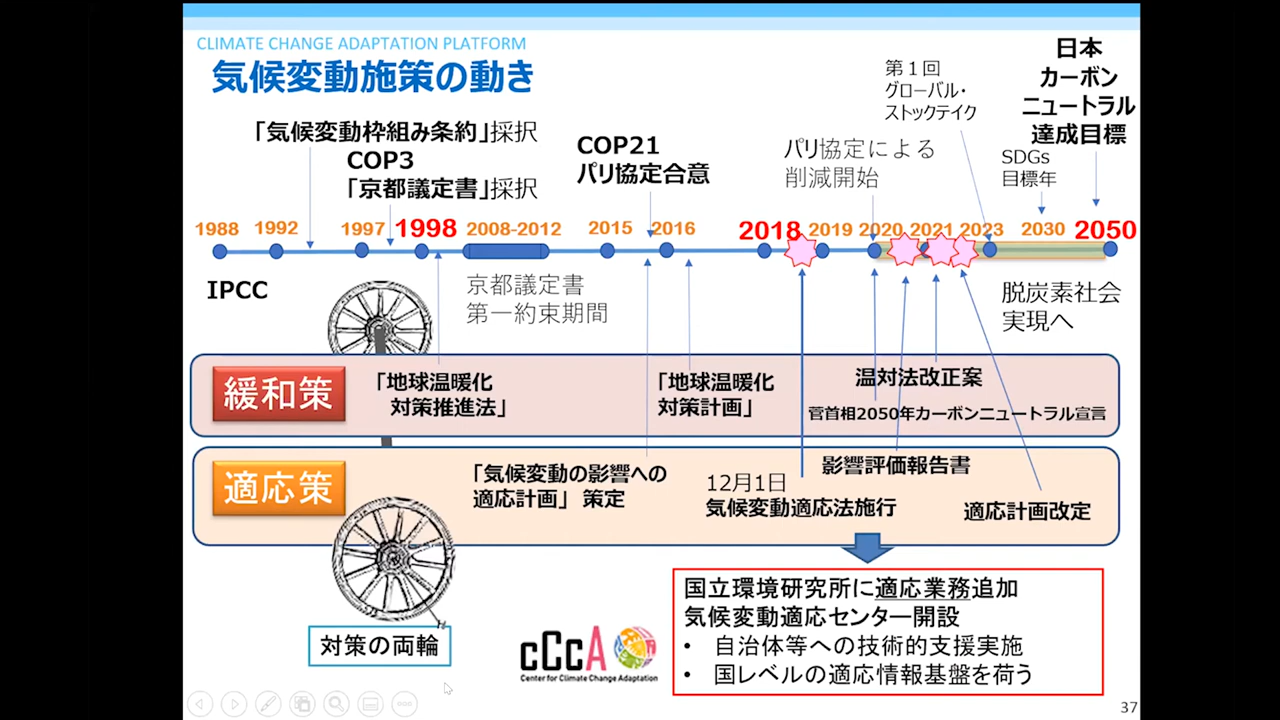 CLIMATE CHANGE ADAPTATION PLATFORM
気候変動施策の動き
「気候変動枠組み条約」採択
COP3
「京都議定書」採択
COP21
パリ協定合意
パリ協定による
削減開始
第１回
グローバル・
ストックテイク
日本
カーボン
ニュートラル
達成目標
SDGs
目標年
1988 1992 1997 1998 2008-2012 2015 2016 2018 2019 2020 2021 2023 2030 2050
IPCC
京都議定書
第一約束期間
脱炭素社会
実現へ
緩和策
「地球温暖化
対策推進法」
「地球温暖化
対策計画」
温対法改正案
菅首相2050年カーボンニュートラル宣言
適応策
「気候変動の影響への
適応計画」 策定
12月1日
気候変動適応法施行
影響評価報告書
適応計画改定
対策の両輪
cCcA
Center for Climate Change Adaptation
国立環境研究所に適応業務追加
気候変動適応センター開設
• 自治体等への技術的支援実施
• 国レベルの適応情報基盤を荷う
37